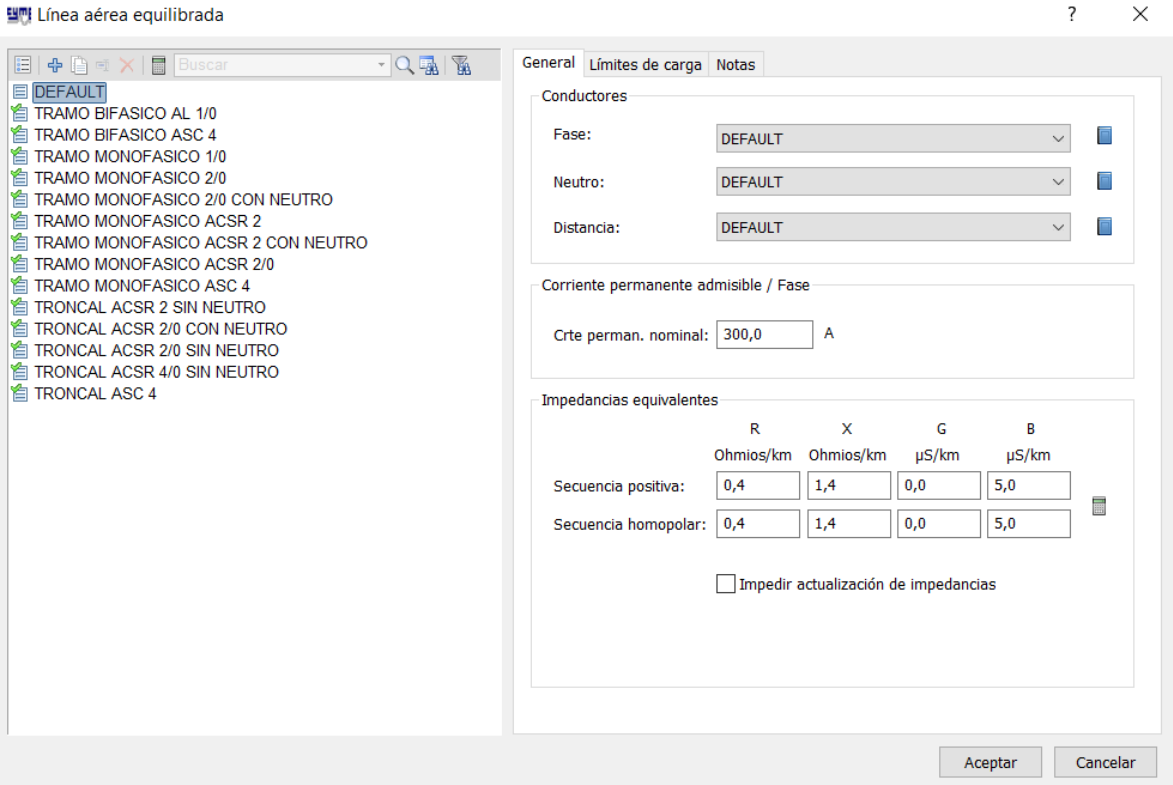 CYME Línea aérea equilibrada ?
Buscar
DEFAULT
TRAMO BIFASICO AL 1/0
TRAMO BIFASICO ASC 4
TRAMO MONOFASICO 1/0
TRAMO MONOFASICO 2/0
TRAMO MONOFASICO 2/0 CON NEUTRO
TRAMO MONOFASICO ACSR 2
TRAMO MONOFASICO ACSR 2 CON NEUTRO
TRAMO MONOFASICO ACSR 2/0
TRAMO MONOFASICO ASC 4
TRONCAL ACSR 2 SIN NEUTRO
TRONCAL ACSR 2/0 CON NEUTRO
TRONCAL ACSR 2/0 SIN NEUTRO
TRONCAL ACSR 4/0 SIN NEUTRO
TRONCAL ASC 4
General Límites de carga Notas
Conductores
Fase: DEFAULT
Neutro: DEFAULT
Distancia: DEFAULT
Corriente permanente admisible / Fase
Crte perman. nominal: 300,0 A
Impedancias equivalentes
R X G B
Ohmios/km Ohmios/km µS/km µS/km
Secuencia positiva: 0,4 1,4 0,0 5,0
Secuencia homopolar: 0,4 1,4 0,0 5,0
Impedir actualización de impedancias
Aceptar Cancelar